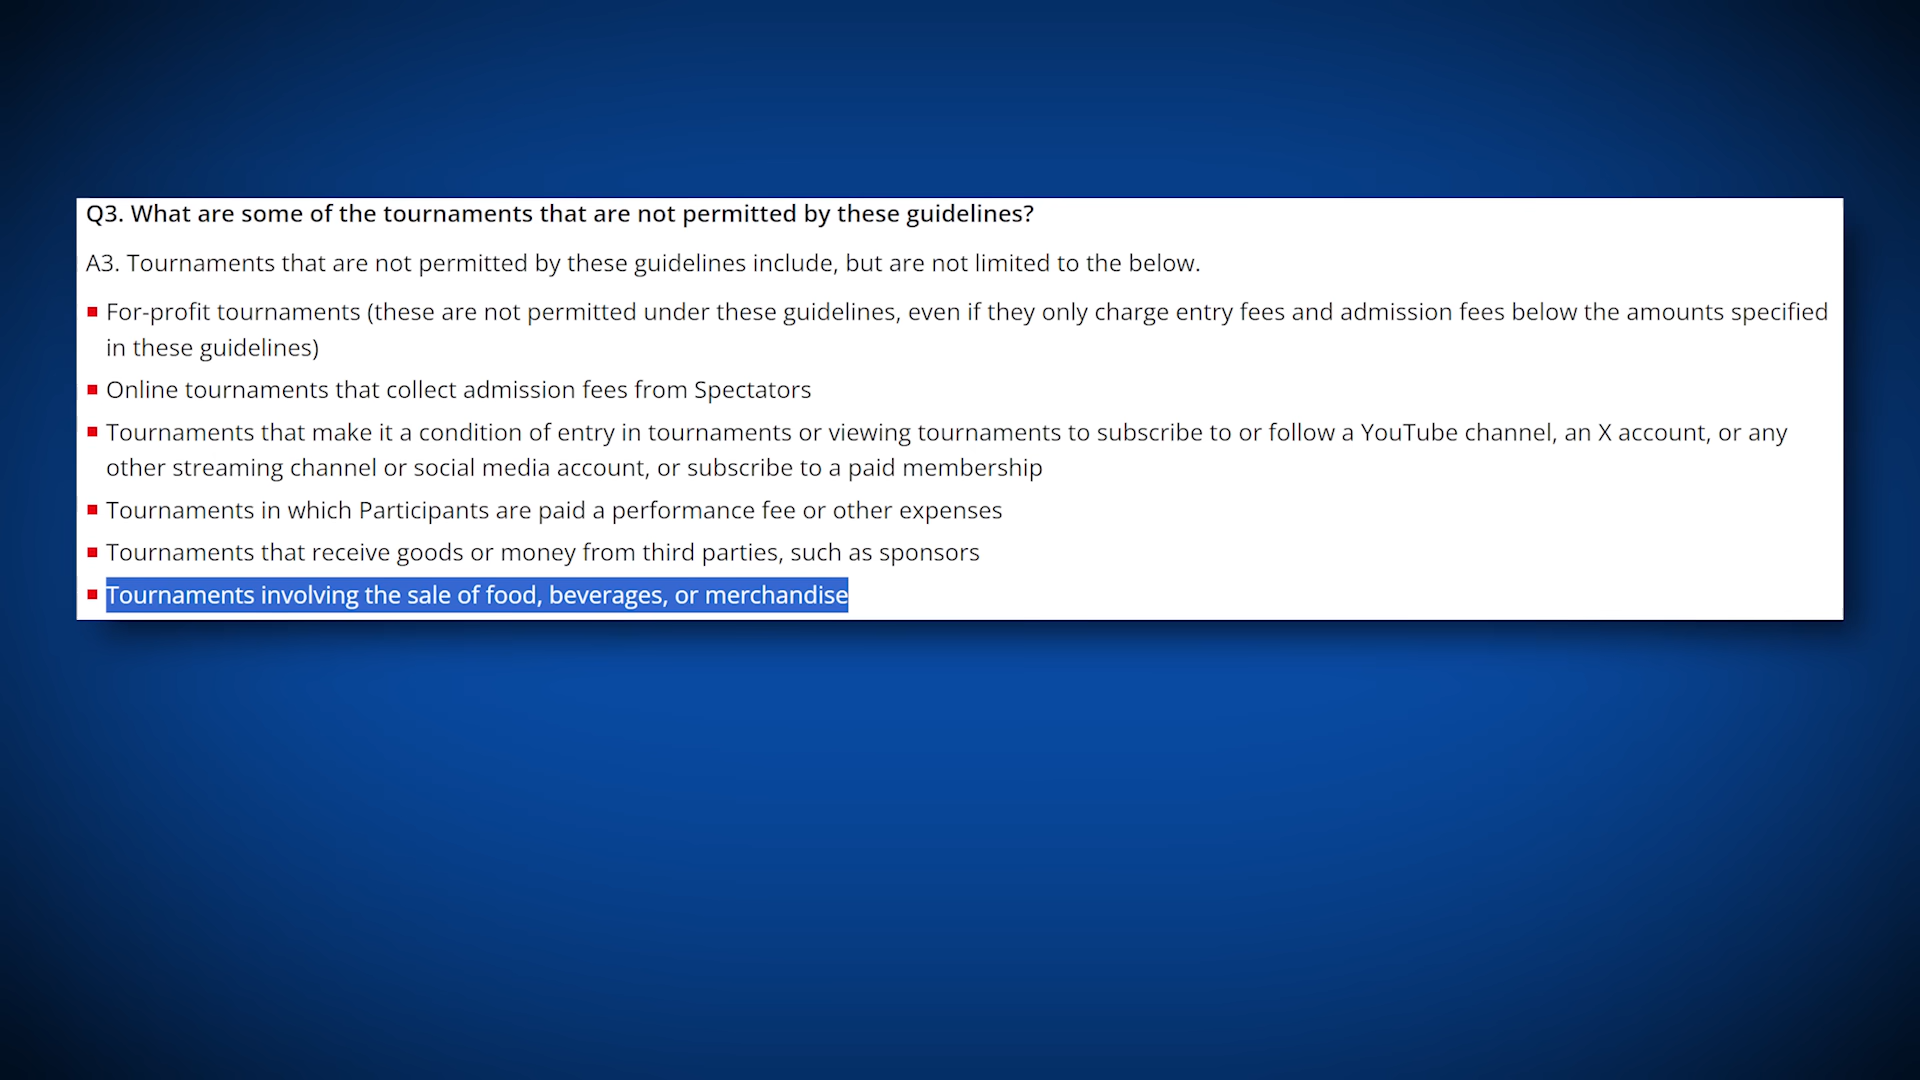 Q3. What are some of the tournaments that are not permitted by these guidelines?
A3. Tournaments that are not permitted by these guidelines include, but are not limited to the below.
For-profit tournaments (these are not permitted under these guidelines, even if they only charge entry fees and admission fees below the amounts specified
in these guidelines)
Online tournaments that collect admission fees from Spectators
Tournaments that make it a condition of entry in tournaments or viewing tournaments to subscribe to or follow a YouTube channel, an X account, or any
other streaming channel or social media account, or subscribe to a paid membership
Tournaments in which Participants are paid a performance fee or other expenses
Tournaments that receive goods or money from third parties, such as sponsors
Tournaments involving the sale of food, beverages, or merchandise